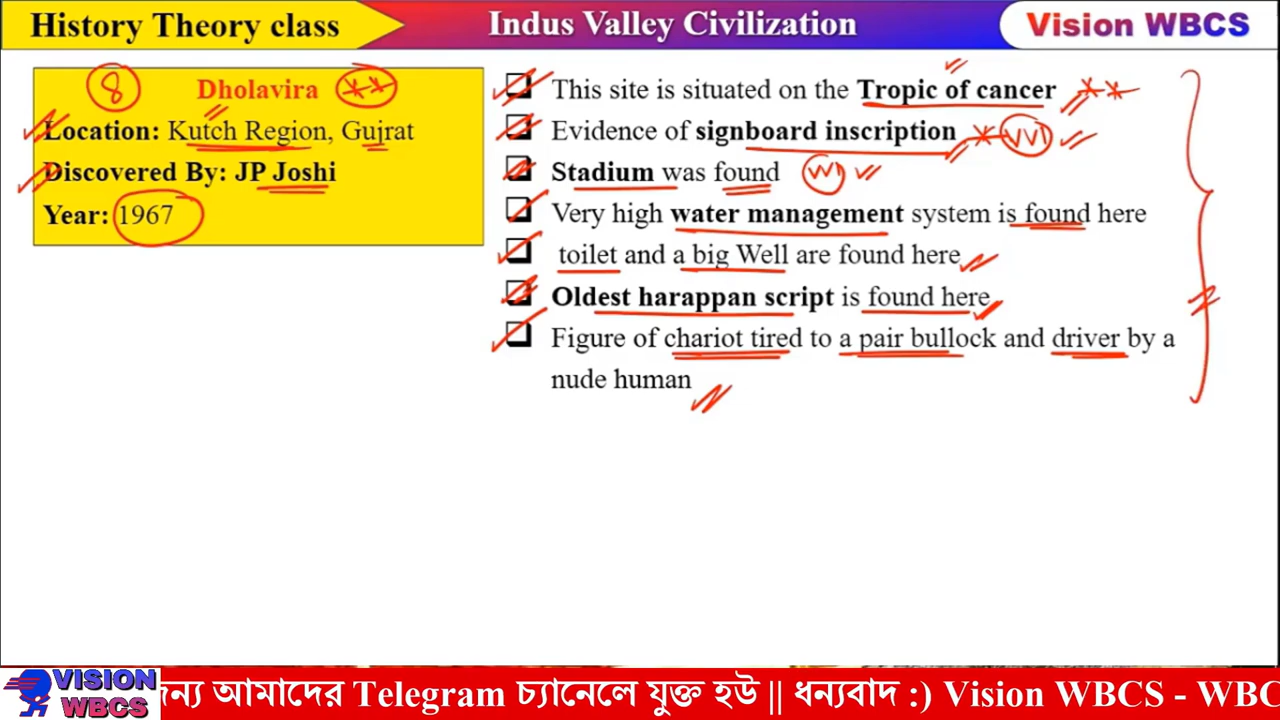 History Theory class
Indus Valley Civilization
Vision WBCS
8
Dholavira
Location: Kutch Region, Gujrat
Discovered By: JP Joshi
Year: 1967
This site is situated on the Tropic of cancer
Evidence of signboard inscription
VVI
Stadium was found
VVI
Very high water management system is found here
toilet and a big Well are found here
Oldest harappan script is found here
Figure of chariot tired to a pair bullock and driver by a
nude human
VISION
WBCS
জন্য আমাদের Telegram চ্যানেলে যুক্ত হউ || ধন্যবাদ :) Vision WBCS - WBC